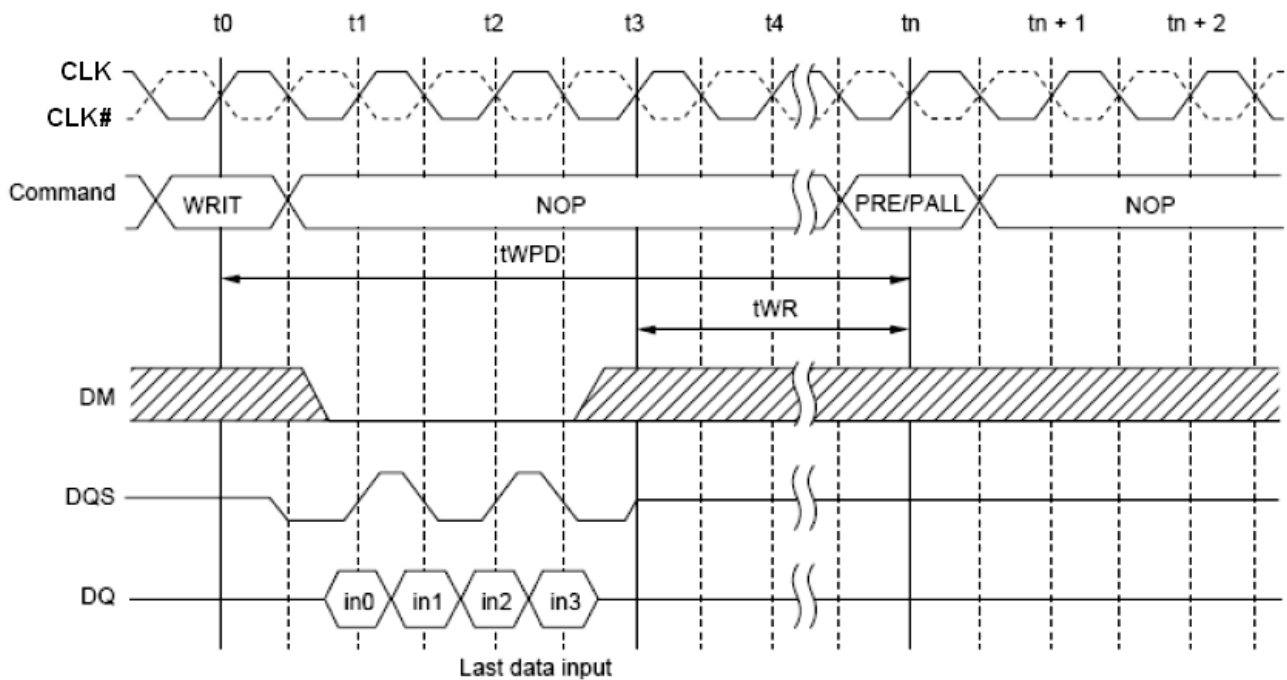 t0 t1 t2 t3 t4 tn tn + 1 tn + 2
CLK
CLK#
Command WRIT NOP PRE/PALL NOP
tWPD
tWR
DM
DQS
DQ in0 in1 in2 in3
Last data input